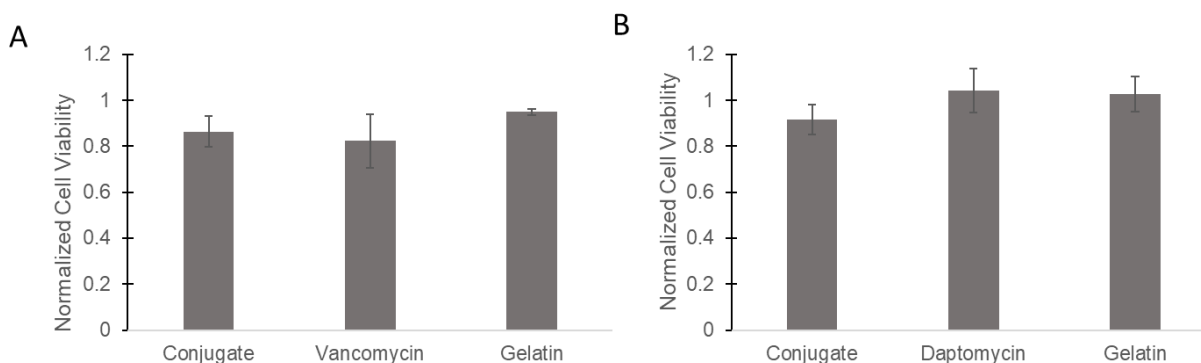 A
Normalized Cell Viability
1.2
1
0.8
0.6
0.4
0.2
0
Conjugate Vancomycin Gelatin
B
Normalized Cell Viability
1.2
1
0.8
0.6
0.4
0.2
0
Conjugate Daptomycin Gelatin